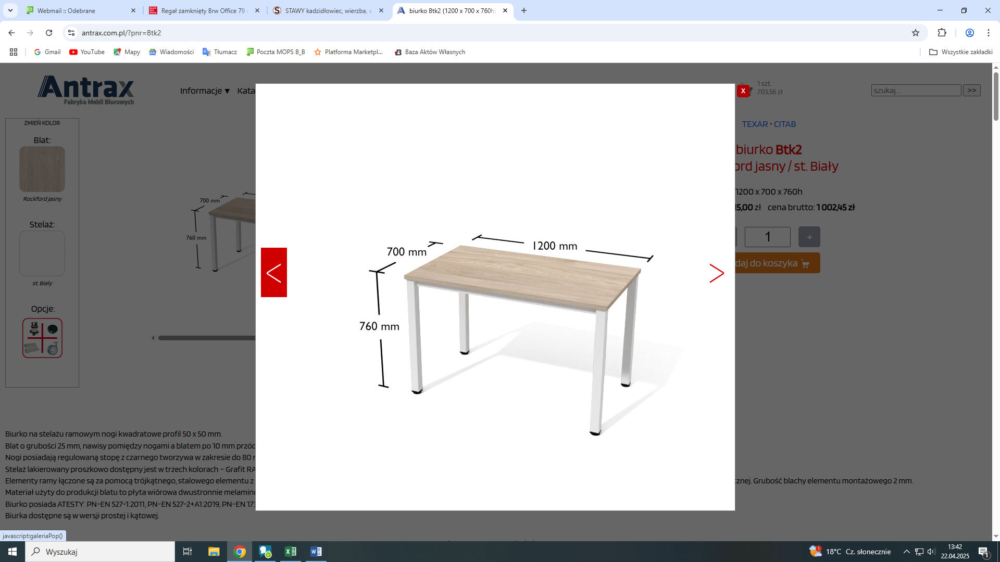 Webmail :: Odebrane
Regał zamknięty Brw Office 79
STAWY kadzidłowiec, wierzba,
biurko Btk2 (1200 x 700 x 760h)
antrax.com.pl/?pnr=Btk2
Gmail
YouTube
Mapy
Wiadomości
Tłumacz
Poczta MOPS B_B
Platforma Marketpl...
Baza Aktów Własnych
Wszystkie zakładki
Antrax
Fabryka Mebli Biurowych
Informacje ▼ Kata
X
1 szt.
703,56 zł
szukaj...
>>
ZMIEŃ KOLOR
Blat:
Rockford jasny
Stelaż:
st. Biały
Opcje:
700 mm
760 mm
700 mm
1200 mm
760 mm
TEXAR · CITAB
biurko Btk2
ord jasny / st. Biały
1200 x 700 x 760h
15,00 zł cena brutto: 1 002,45 zł
1
+
daj do koszyka
Biurko na stelażu ramowym nogi kwadratowe profil 50 x 50 mm.
Blat o grubości 25 mm, nawisy pomiędzy nogami a blatem po 10 mm przód
Nogi posiadają regulowaną stopę z czarnego tworzywa w zakresie do 80
Stelaż lakierowany proszkowo dostępny jest w trzech kolorach – Grafit RA
Elementy ramy łączone są za pomocą trójkątnego, stalowego elementu z
cznej. Grubość blachy elementu montażowego 2 mm.
Materiał użyty do produkcji blatu to płyta wiórowa dwustronnie melamino
Biurko posiada ATESTY: PN-EN 527-1:2011, PN-EN 527-2+A1:2019, PN-EN 173
Biurka dostępne są w wersji prostej i kątowej.
javascript:galeriaPop()
Wyszukaj
1
18°C Cz. słonecznie
13:42
22.04.2025
1